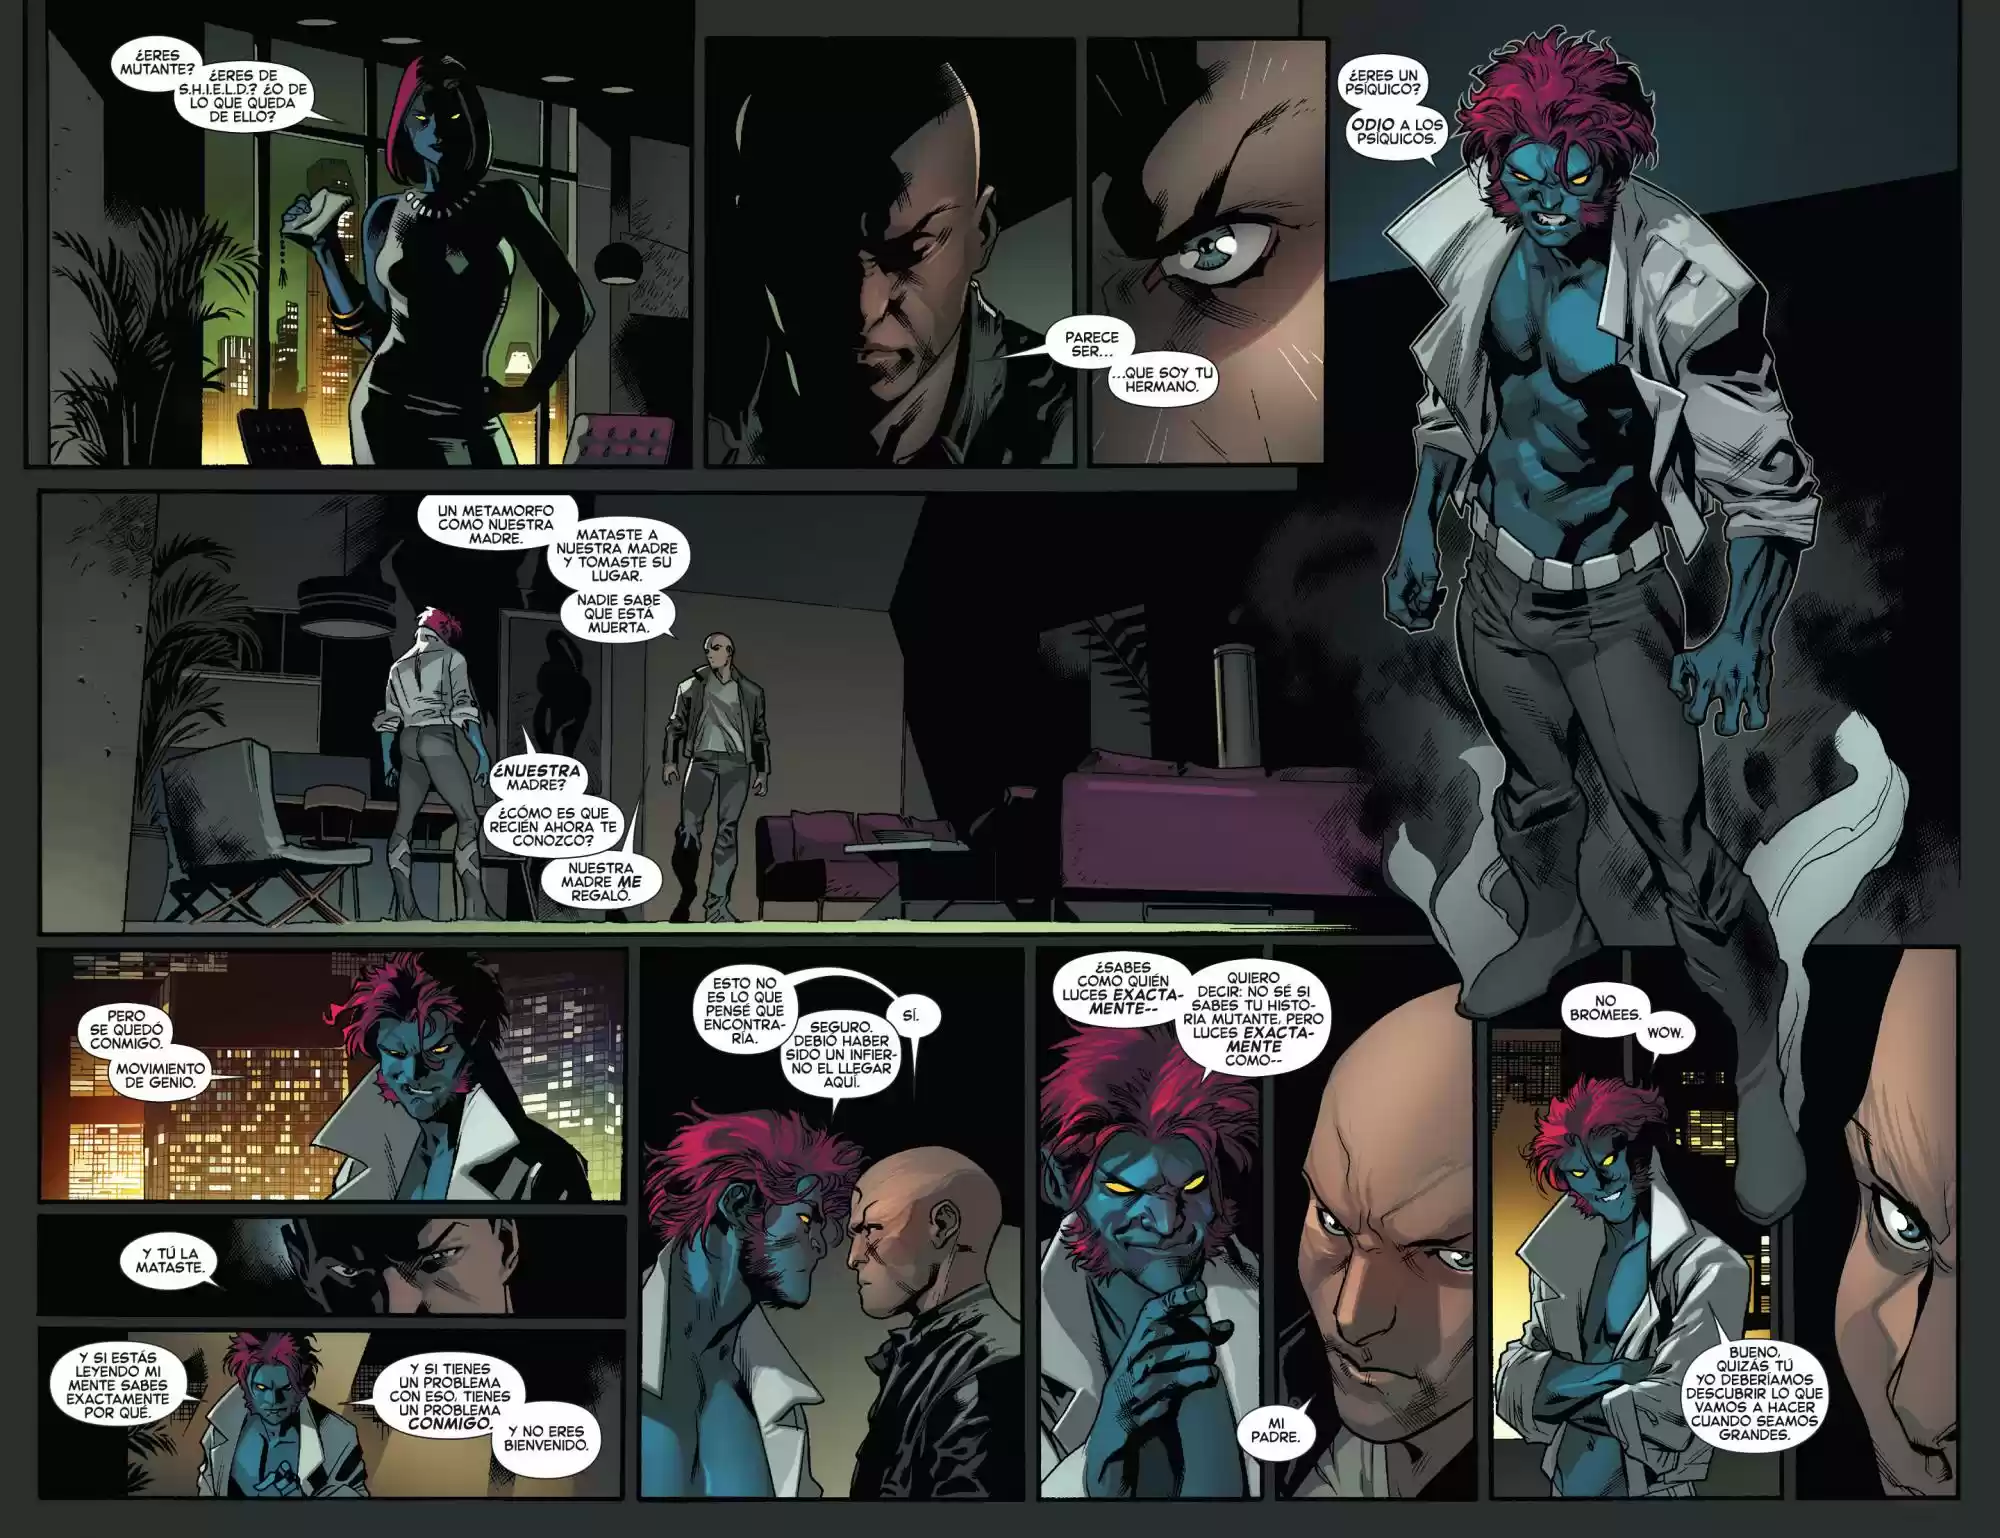 ¿ERES
MUTANTE?
¿ERES DE
S.H.I.E.L.D.? ¿O DE
LO QUE QUEDA
DE ELLO?
PARECE
SER...
...QUE SOY TU
HERMANO.
¿ERES UN
PSÍQUICO?
ODIO A LOS
PSÍQUICOS.
UN METAMORFO
COMO NUESTRA
MADRE.
MATASTE A
NUESTRA MADRE
Y TOMASTE SU
LUGAR.
NADIE SABE
QUE ESTÁ
MUERTA.
¿NUESTRA
MADRE?
¿CÓMO ES QUE
RECIÉN AHORA TE
CONOZCO?
NUESTRA
MADRE ME
REGALÓ.
PERO
SE QUEDÓ
CONMIGO.
MOVIMIENTO
DE GENIO.
Y TÚ LA
MATASTE.
Y SI ESTÁS
LEYENDO MI
MENTE SABES
EXACTAMENTE
POR QUÉ.
Y SI TIENES
UN PROBLEMA
CON ESO, TIENES
UN PROBLEMA
CONMIGO.
Y NO ERES
BIENVENIDO.
ESTO NO
ES LO QUE
PENSÉ QUE
ENCONTRA-
RÍA.
SEGURO.
DEBIÓ HABER
SIDO UN INFIER-
NO EL LLEGAR
AQUÍ.
SÍ.
¿SABES
COMO QUIÉN
LUCES EXACTA-
MENTE--
QUIERO
DECIR: NO SÉ SI
SABES TU HISTO-
RIA MUTANTE, PERO
LUCES EXACTA-
MENTE
COMO--
MI
PADRE.
NO
BROMEES.
WOW.
BUENO,
QUIZÁS TÚ
YO DEBERÍAMOS
DESCUBRIR LO QUE
VAMOS A HACER
CUANDO SEAMOS
GRANDES.